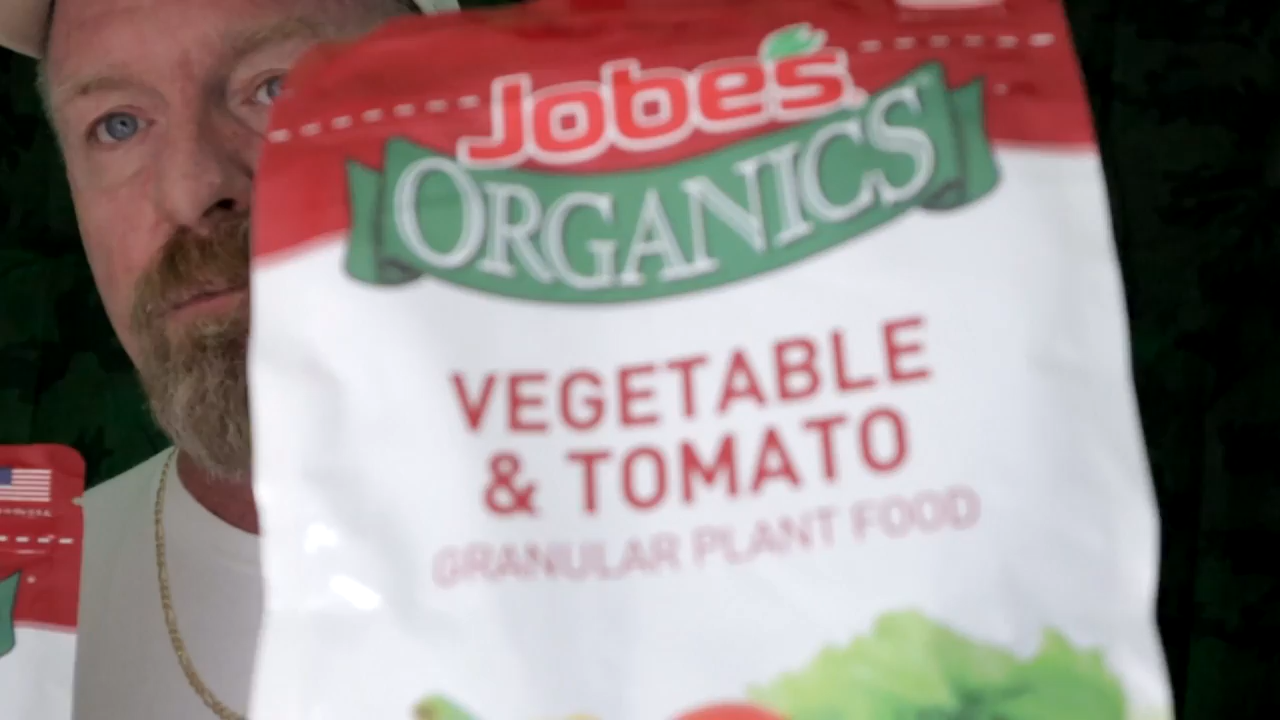 Jobe's
ORGANICS
VEGETABLE
& TOMATO
GRANULAR PLANT FOOD